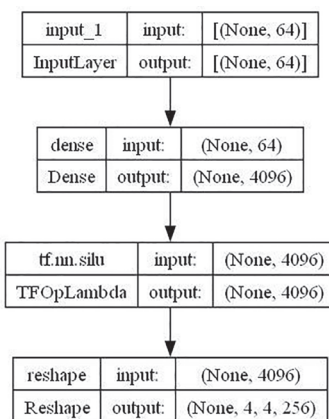 input_1 input: [(None, 64)]
InputLayer output: [(None, 64)]
dense input: (None, 64)
Dense output: (None, 4096)
tf.nn.silu input: (None, 4096)
TFOpLambda output: (None, 4096)
reshape input: (None, 4096)
Reshape output: (None, 4, 4, 256)